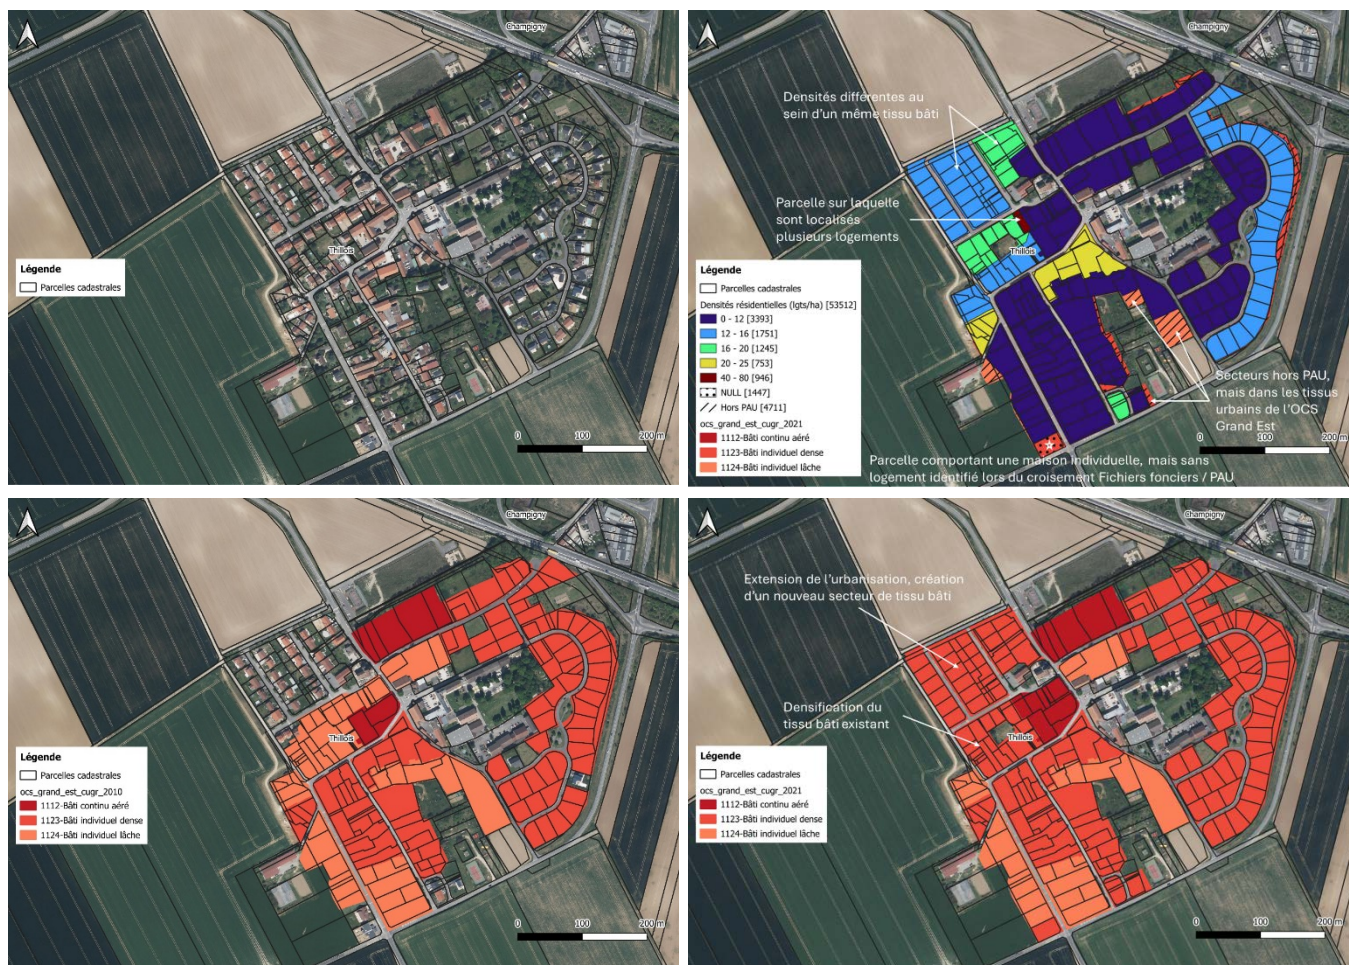 Champigny
Thillois
Légende
Parcelles cadastrales
0
100
200 m
Champigny
Densités différentes au
sein d'un même tissu bâti
Parcelle sur laquelle
sont localisés
plusieurs logements
Thillois
Légende
Parcelles cadastrales
Densités résidentielles (lgts/ha) [53512]
0 - 12 [3393]
12 - 16 [1751]
16 - 20 [1245]
20 - 25 [753]
40 - 80 [946]
NULL [1447]
Hors PAU [4711]
ocs_grand_est_cugr_2021
1112-Bâti continu aéré
1123-Bâti individuel dense
1124-Bâti individuel lâche
Secteurs hors PAU,
mais dans les tissus
urbains de l'OCS
Grand Est
0
100
200 m
Parcelle comportant une maison individuelle, mais sans
logement identifié lors du croisement Fichiers fonciers / PAU
Champigny
Thillois
Légende
Parcelles cadastrales
ocs_grand_est_cugr_2010
1112-Bâti continu aéré
1123-Bâti individuel dense
1124-Bâti individuel lâche
0
100
200 m
Champigny
Extension de l'urbanisation, création
d'un nouveau secteur de tissu bâti
Densification du
tissu bâti existant
Thillois
Légende
Parcelles cadastrales
ocs_grand_est_cugr_2021
1112-Bâti continu aéré
1123-Bâti individuel dense
1124-Bâti individuel lâche
0
100
200 m